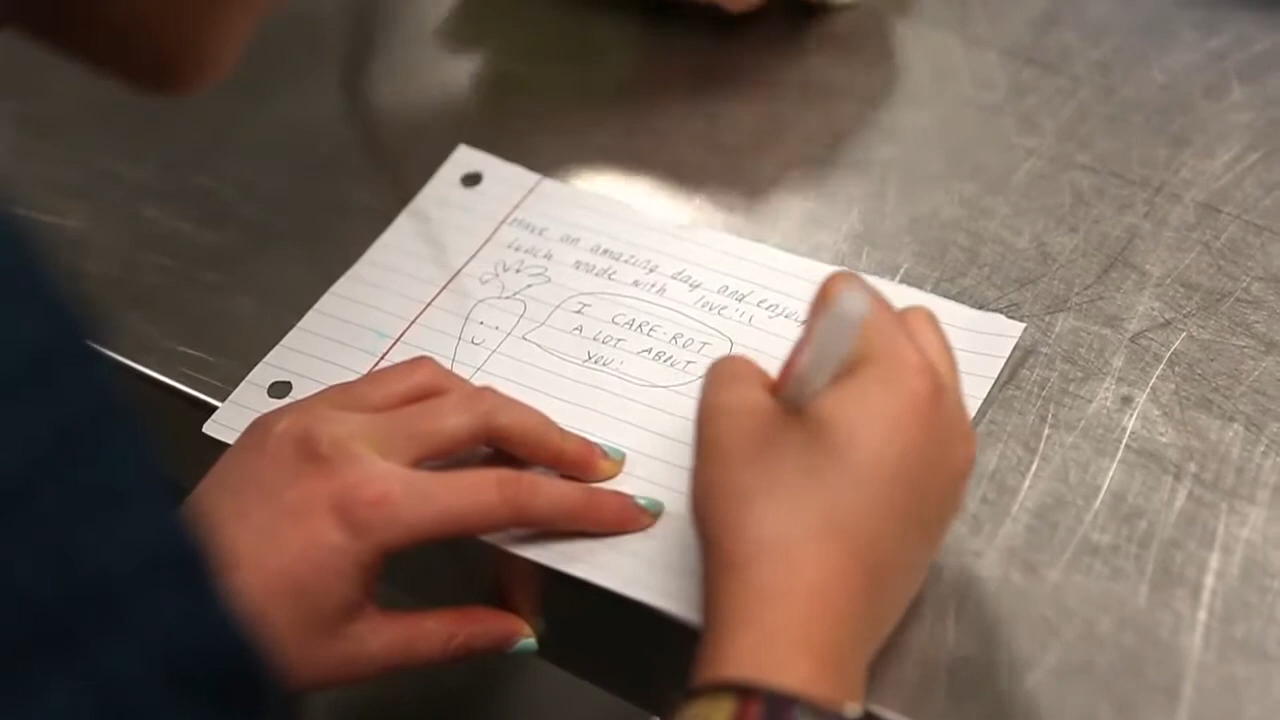 Have an amazing day and enjoy
lunch made with love!!!
I CARE-ROT
A LOT ABOUT
YOU!